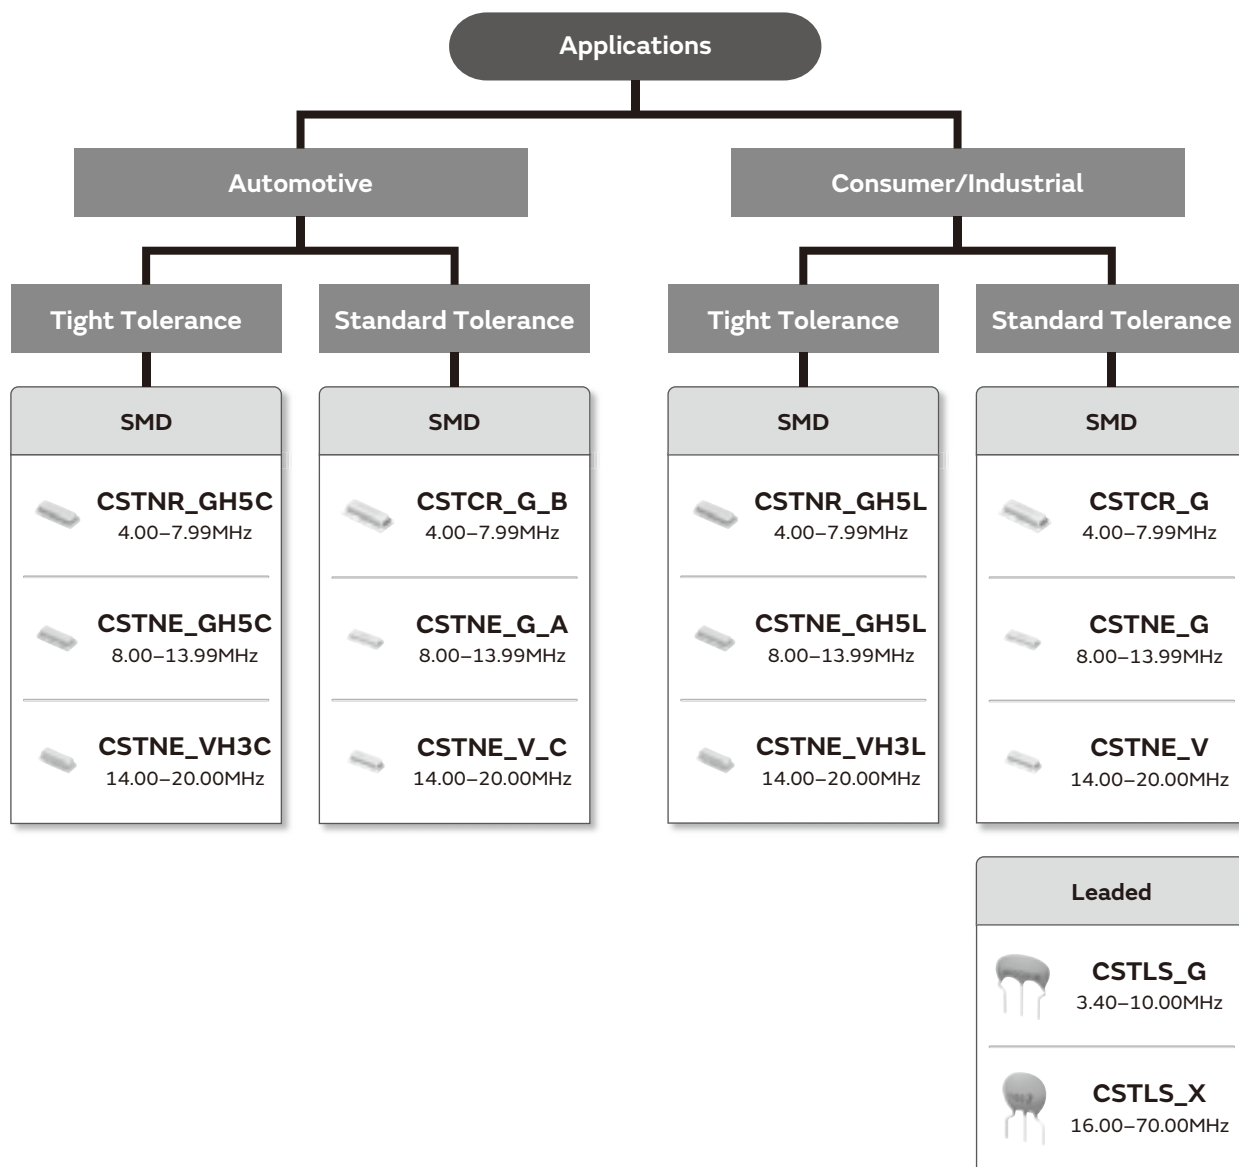 Applications
Automotive
Consumer/Industrial
Tight Tolerance
Standard Tolerance
Tight Tolerance
Standard Tolerance
SMD
CSTNR_GH5C
4.00–7.99MHz
CSTNE_GH5C
8.00–13.99MHz
CSTNE_VH3C
14.00–20.00MHz
SMD
CSTCR_G_B
4.00–7.99MHz
CSTNE_G_A
8.00–13.99MHz
CSTNE_V_C
14.00–20.00MHz
SMD
CSTNR_GH5L
4.00–7.99MHz
CSTNE_GH5L
8.00–13.99MHz
CSTNE_VH3L
14.00–20.00MHz
SMD
CSTCR_G
4.00–7.99MHz
CSTNE_G
8.00–13.99MHz
CSTNE_V
14.00–20.00MHz
Leaded
CSTLS_G
3.40–10.00MHz
CSTLS_X
16.00–70.00MHz